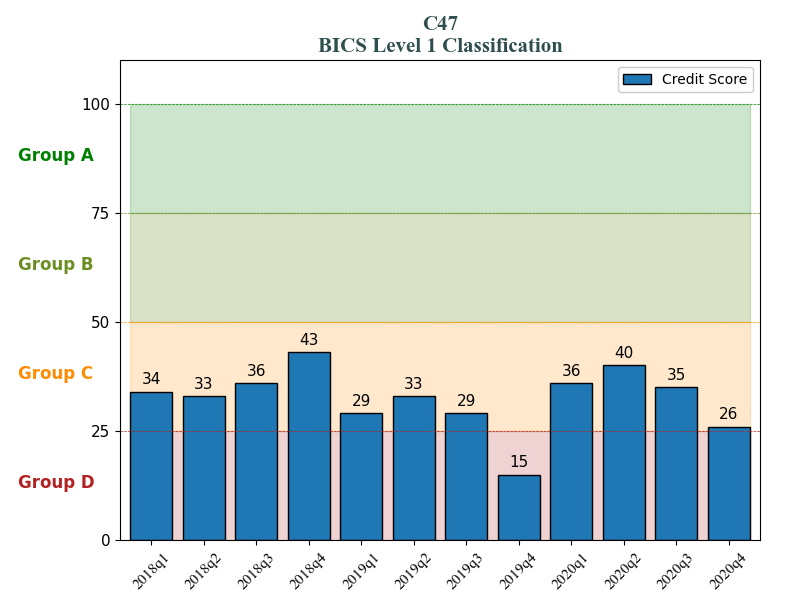 C47
BICS Level 1 Classification
Credit Score
100
Group A
75
Group B
50
43
40
Group C
34
33
36
29
33
29
36
35
26
25
15
Group D
0
2018q1
2018q2
2018q3
2018q4
2019q1
2019q2
2019q3
2019q4
2020q1
2020q2
2020q3
2020q4